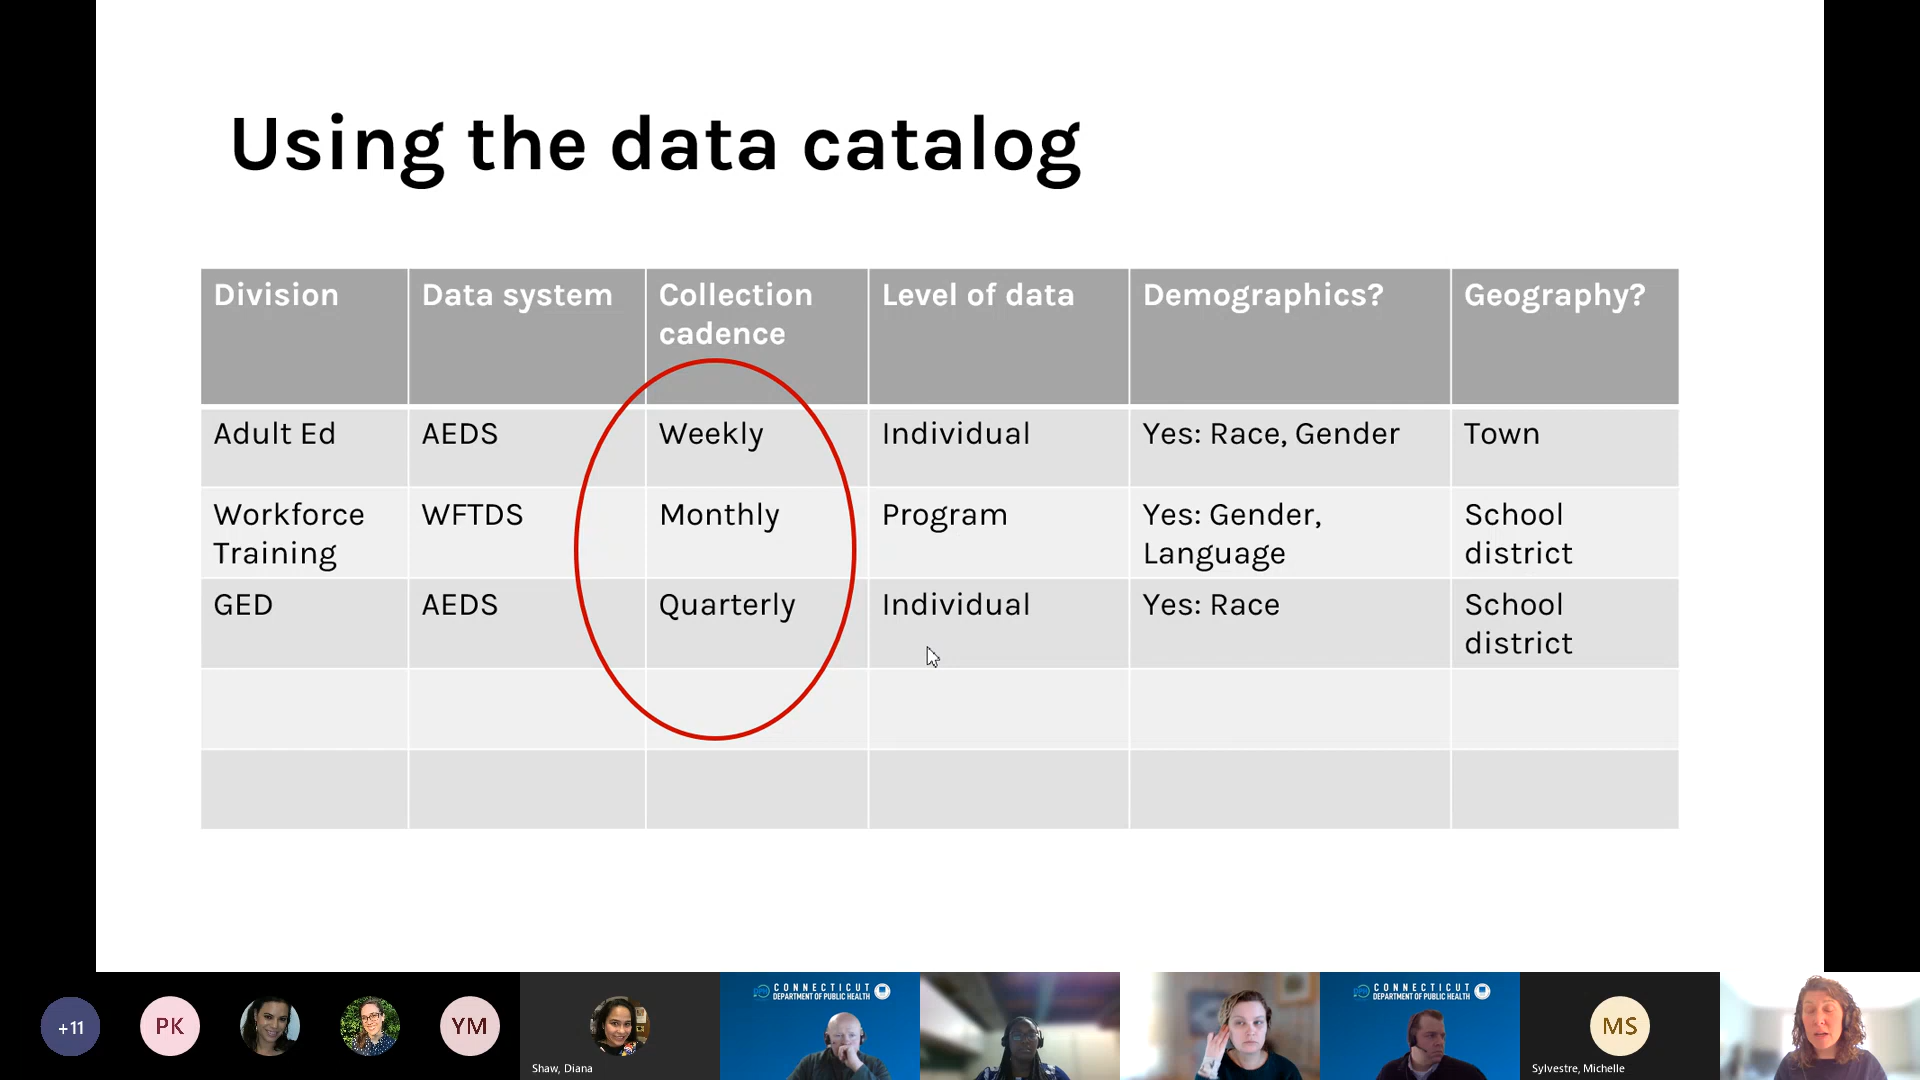 Using the data catalog
Division Data system Collection Level of data Demographics? Geography?
cadence
Adult Ed AEDS Weekly Individual Yes: Race, Gender Town
Workforce WFTDS Monthly Program Yes: Gender, School
Training Language district
GED AEDS Quarterly Individual Yes: Race School
district
+11 PK YM MS
CONNECTICUT
DEPARTMENT OF PUBLIC HEALTH
CONNECTICUT
DEPARTMENT OF PUBLIC HEALTH
Shaw, Diana
Sylvestre, Michelle